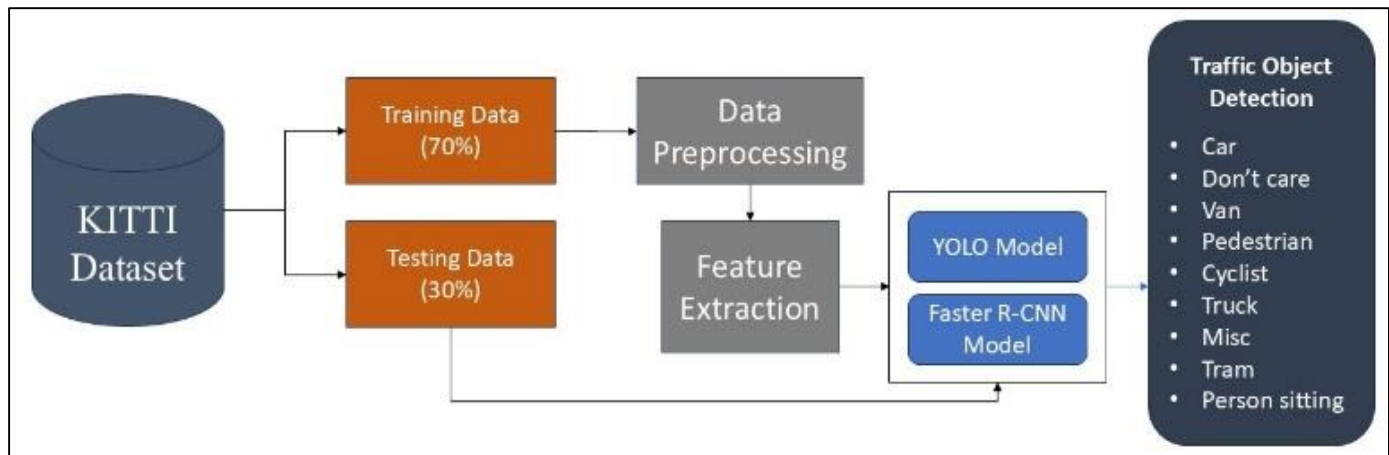 KITTI
Dataset
Training Data
(70%)
Testing Data
(30%)
Data
Preprocessing
Feature
Extraction
YOLO Model
Faster R-CNN
Model
Traffic Object
Detection
• Car
• Don't care
• Van
• Pedestrian
• Cyclist
• Truck
• Misc
• Tram
• Person sitting